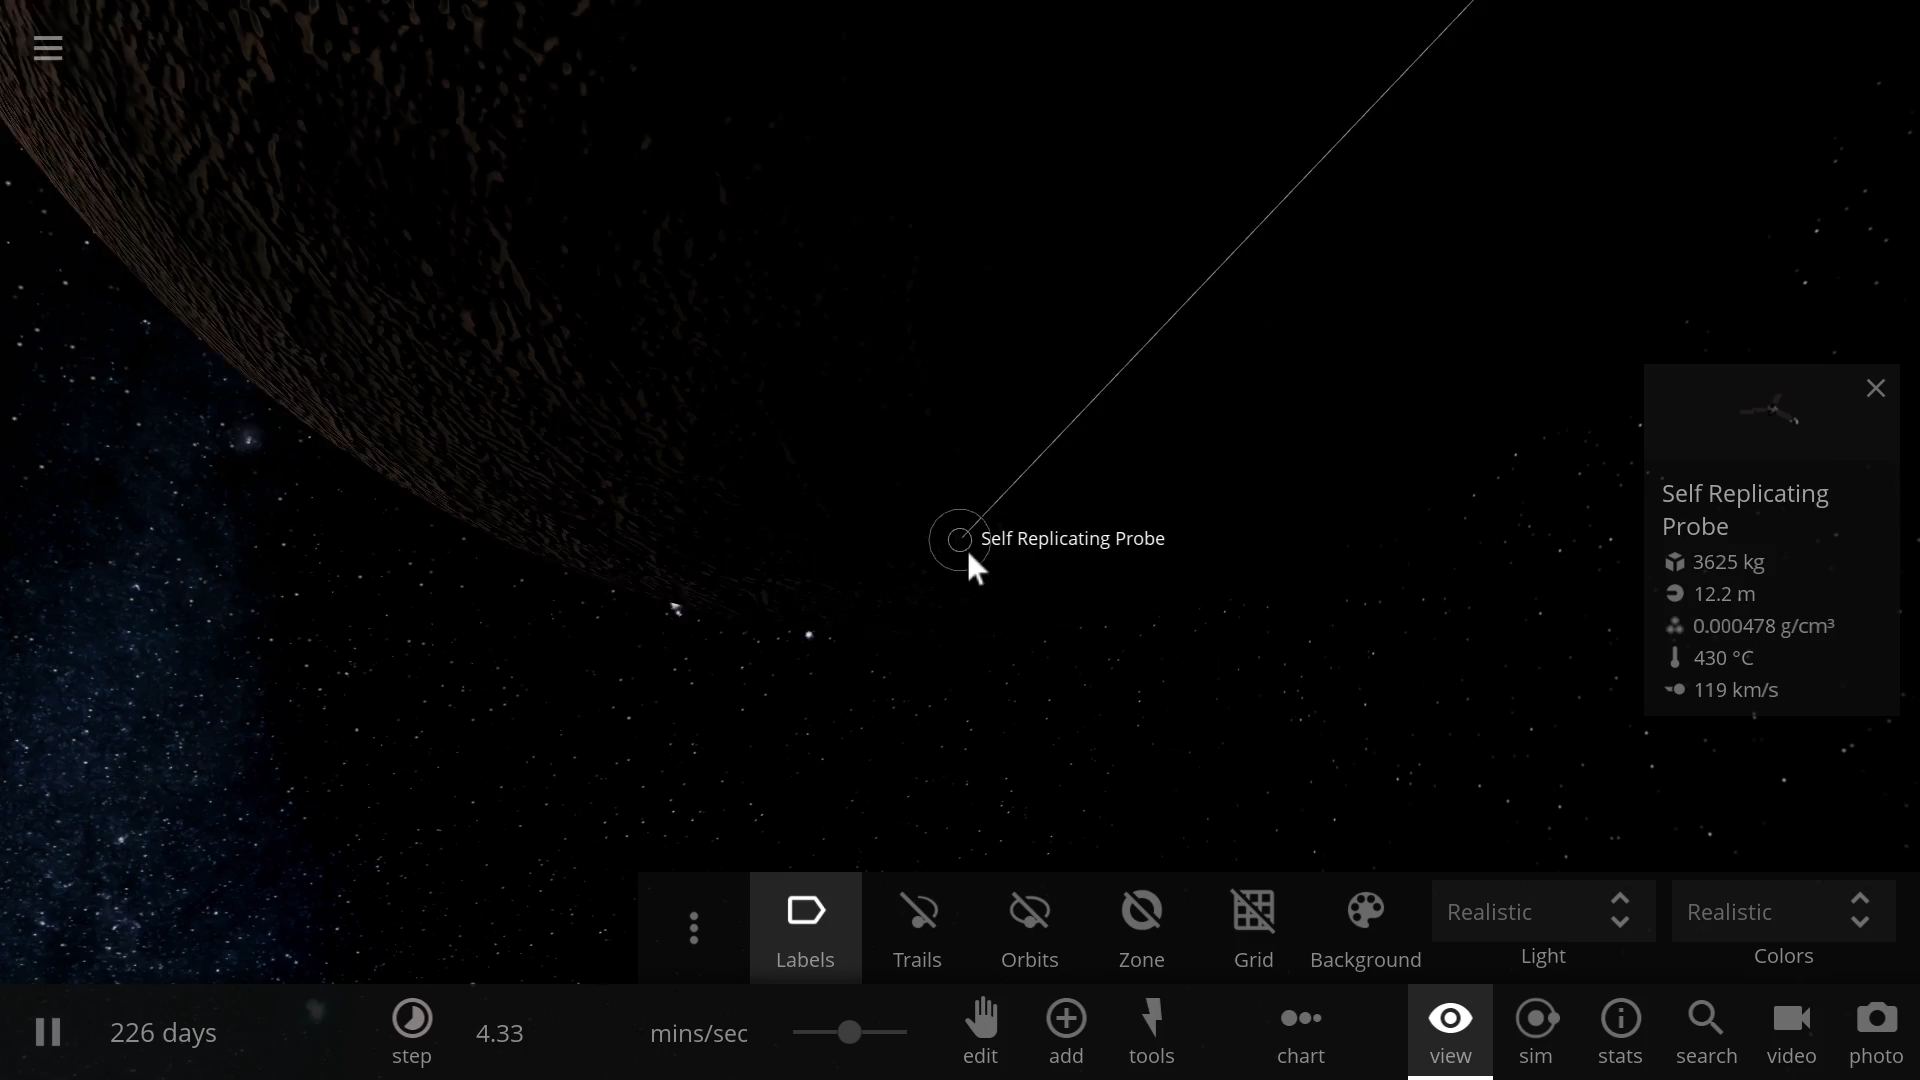 Self Replicating Probe
Self Replicating
Probe
3625 kg
12.2 m
0.000478 g/cm³
430 °C
119 km/s
Labels
Trails
Orbits
Zone
Grid
Background
Realistic
Light
Realistic
Colors
226 days
step
4.33
mins/sec
edit
add
tools
chart
view
sim
stats
search
video
photo